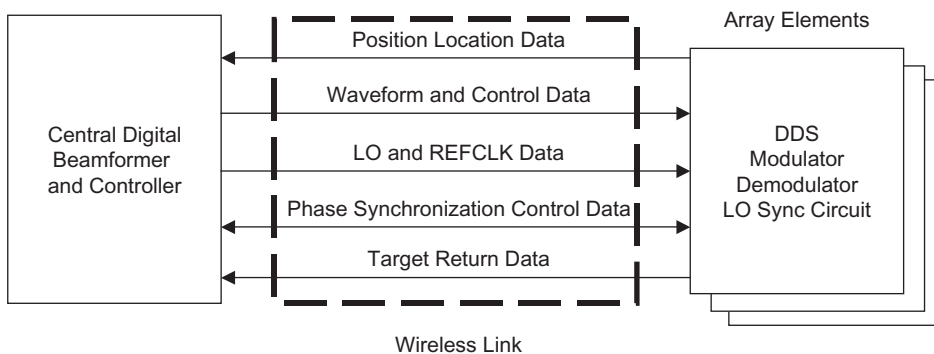 Array Elements
Position Location Data
Waveform and Control Data
LO and REFCLK Data
Phase Synchronization Control Data
Target Return Data
Central Digital
Beamformer
and Controller
DDS
Modulator
Demodulator
LO Sync Circuit
Wireless Link